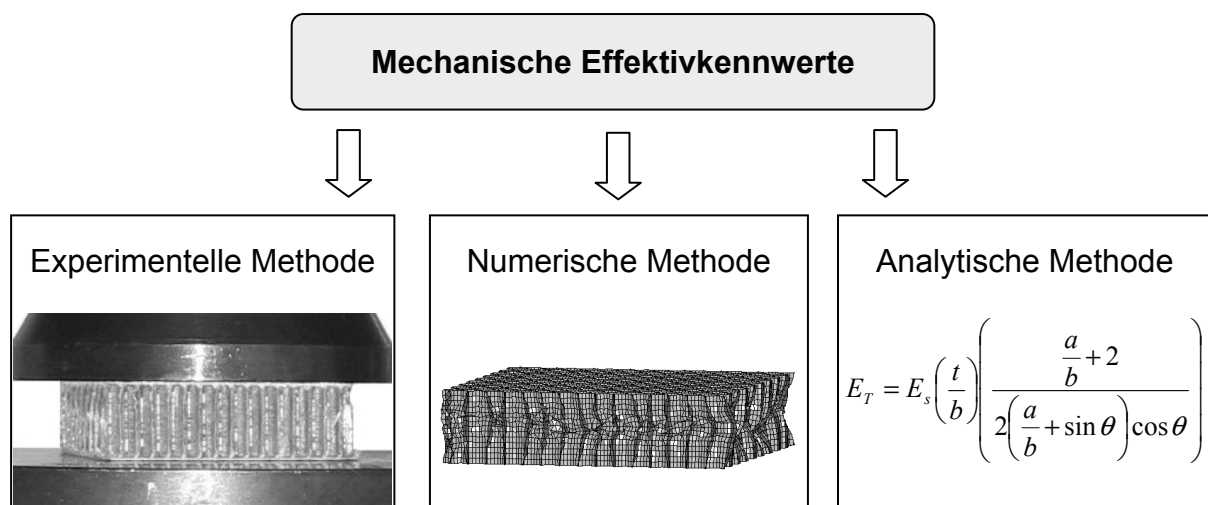 Mechanische Effektivkennwerte
Experimentelle Methode
Numerische Methode
Analytische Methode
E_T = E_s (t/b) ( (a/b + 2) / (2(a/b + sin θ) cos θ) )